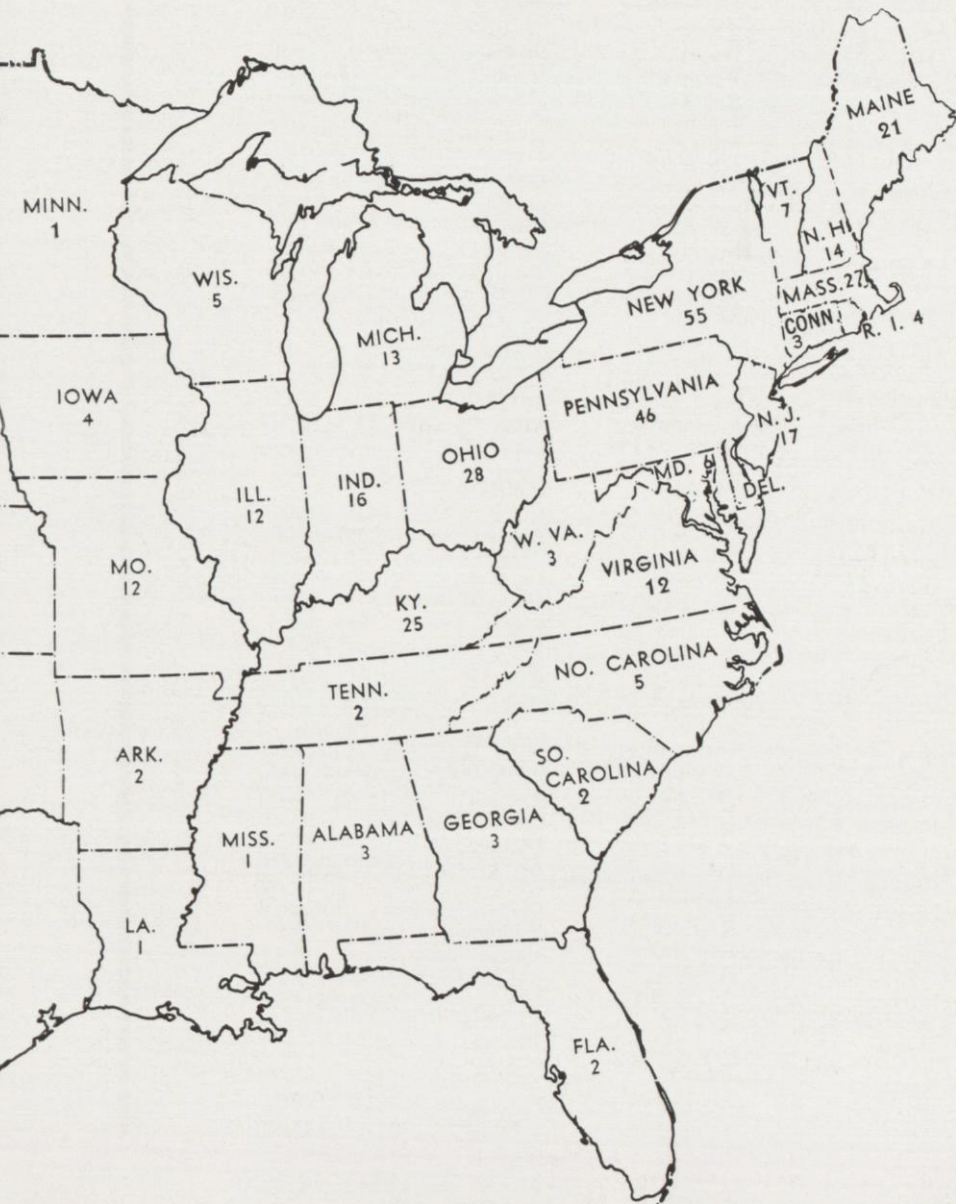 MAINE
21
VT.
7
N. H.
14
MINN.
1
WIS.
5
MICH.
13
NEW YORK
55
MASS. 27
CONN.
3
R. I. 4
IOWA
4
PENNSYLVANIA
46
N. J.
17
OHIO
28
IND.
16
ILL.
12
MD.
DEL.
W. VA.
3
VIRGINIA
12
MO.
12
KY.
25
NO. CAROLINA
5
TENN.
2
ARK.
2
SO.
CAROLINA
2
MISS.
1
ALABAMA
3
GEORGIA
3
LA.
1
FLA.
2